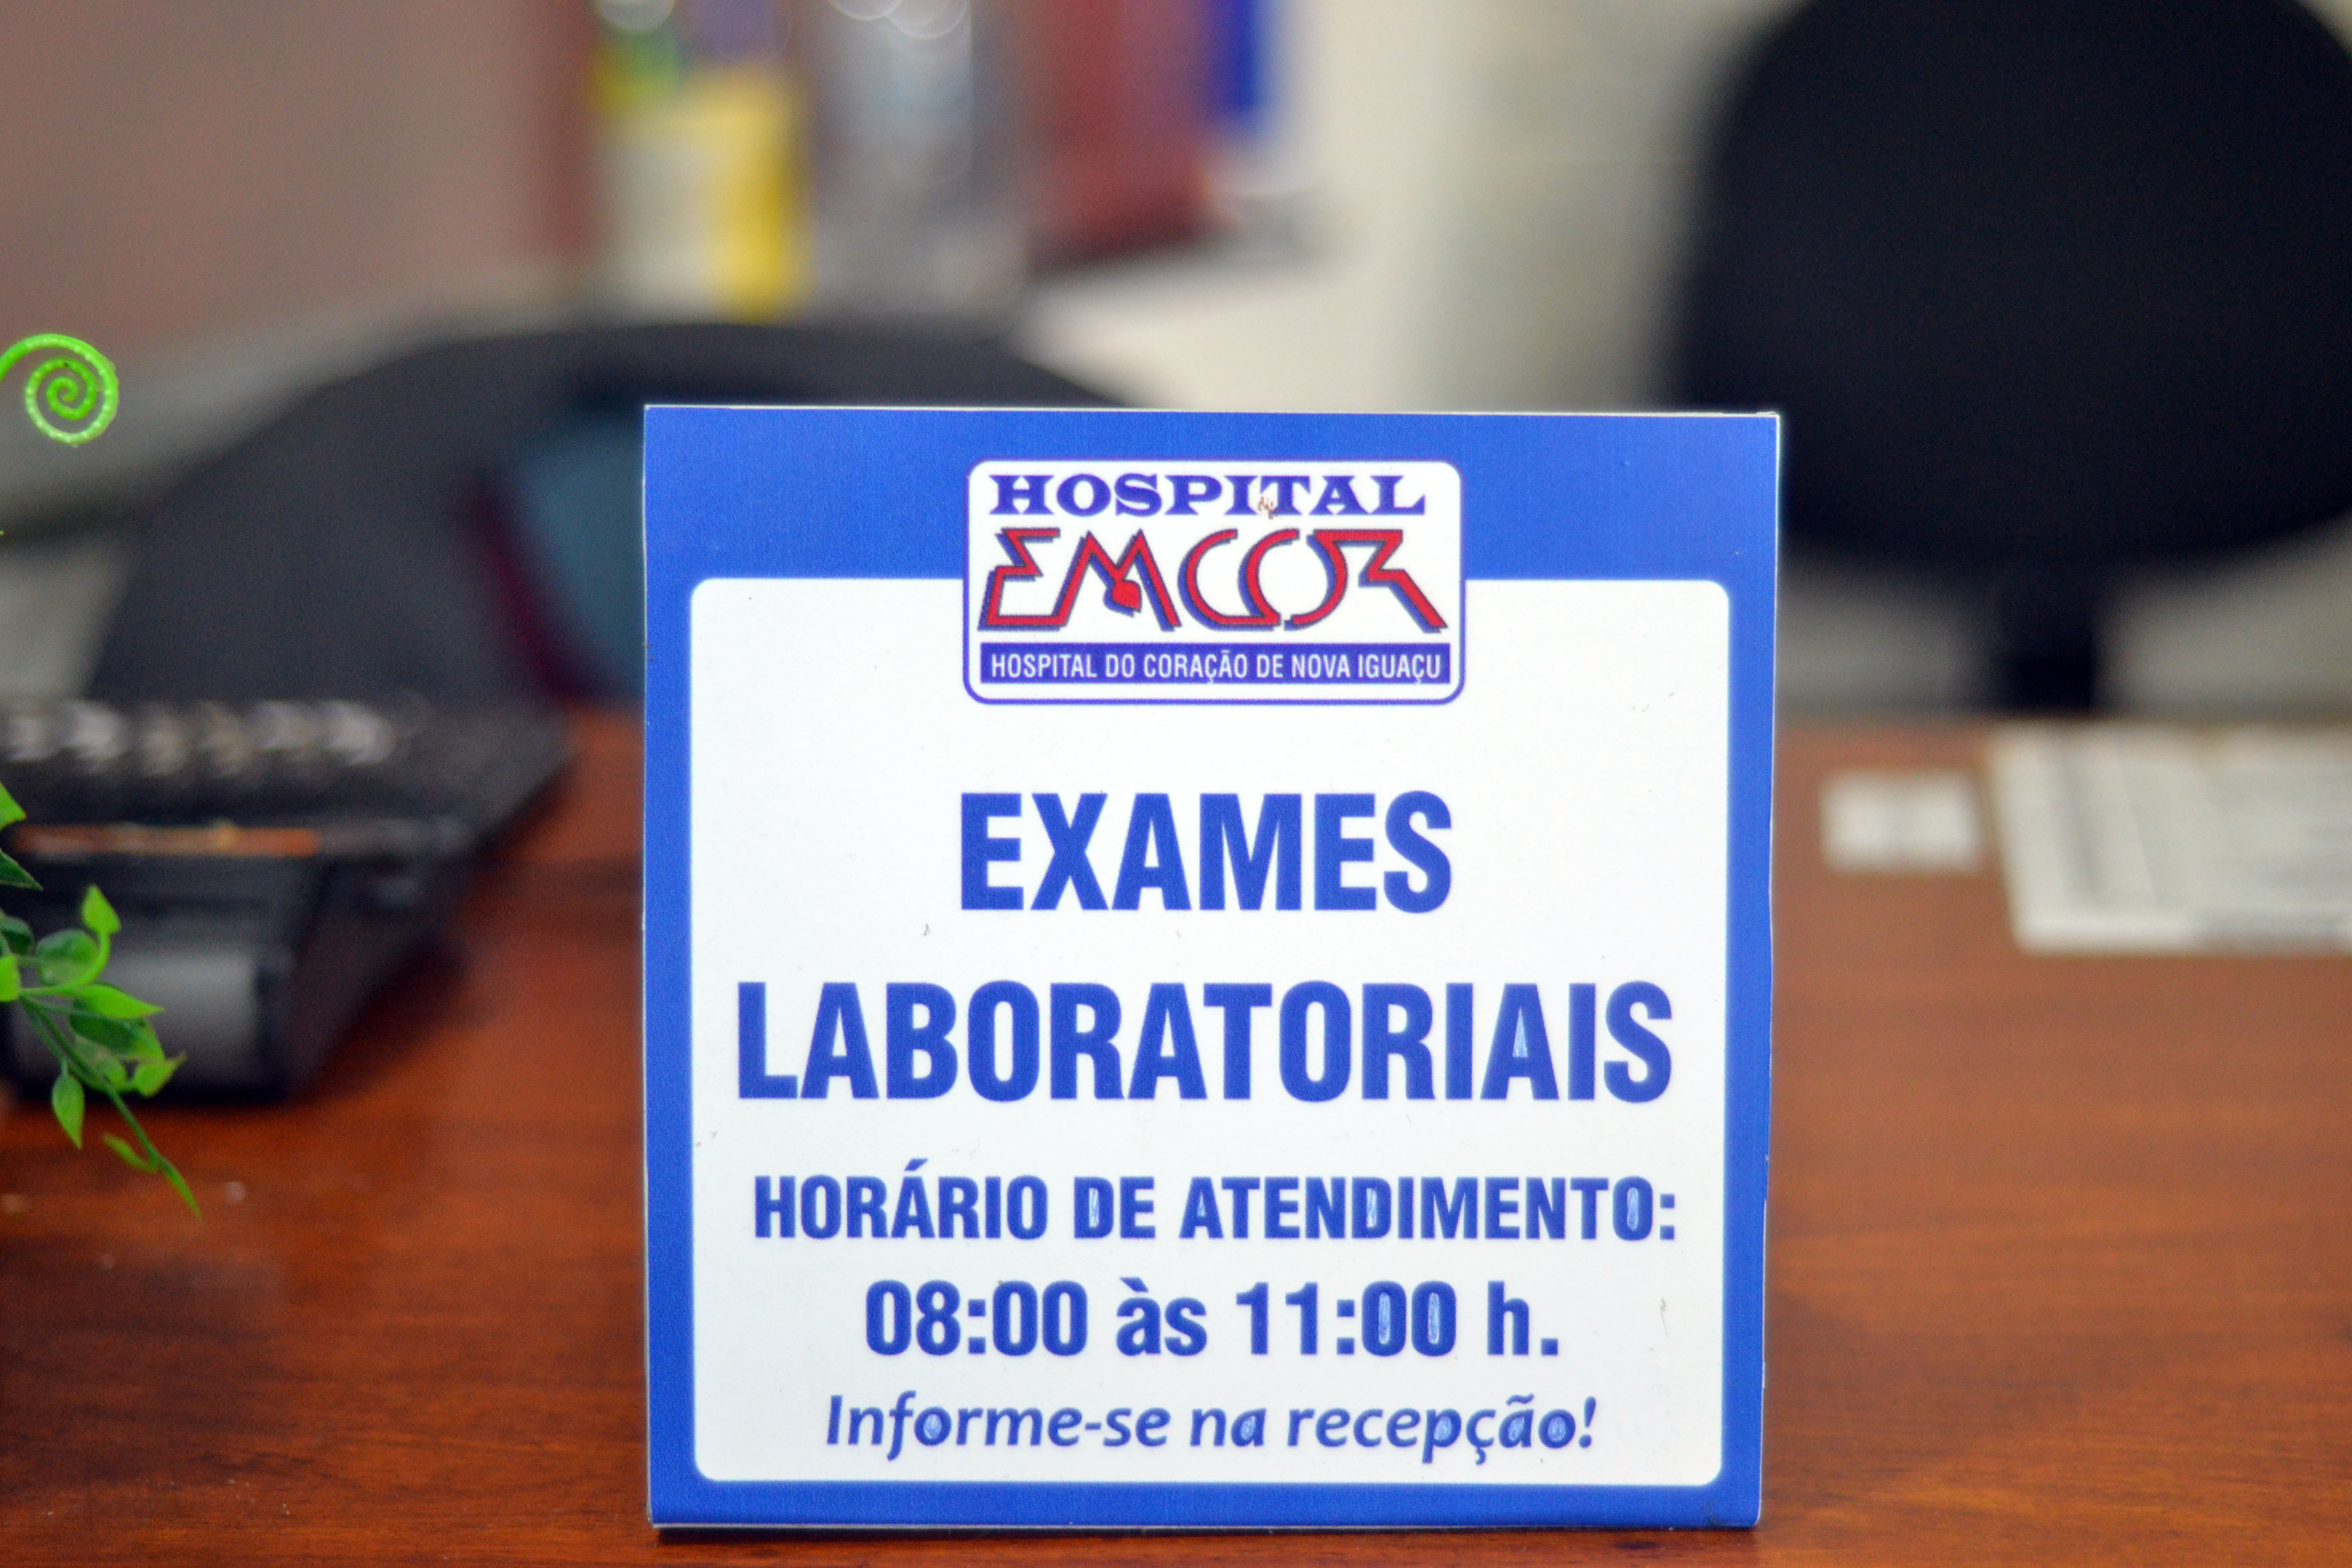 HOSPITAL
EMCOR
HOSPITAL DO CORAÇÃO DE NOVA IGUAÇU
EXAMES
LABORATORIAIS
HORÁRIO DE ATENDIMENTO:
08:00 às 11:00 h.
Informe-se na recepção!